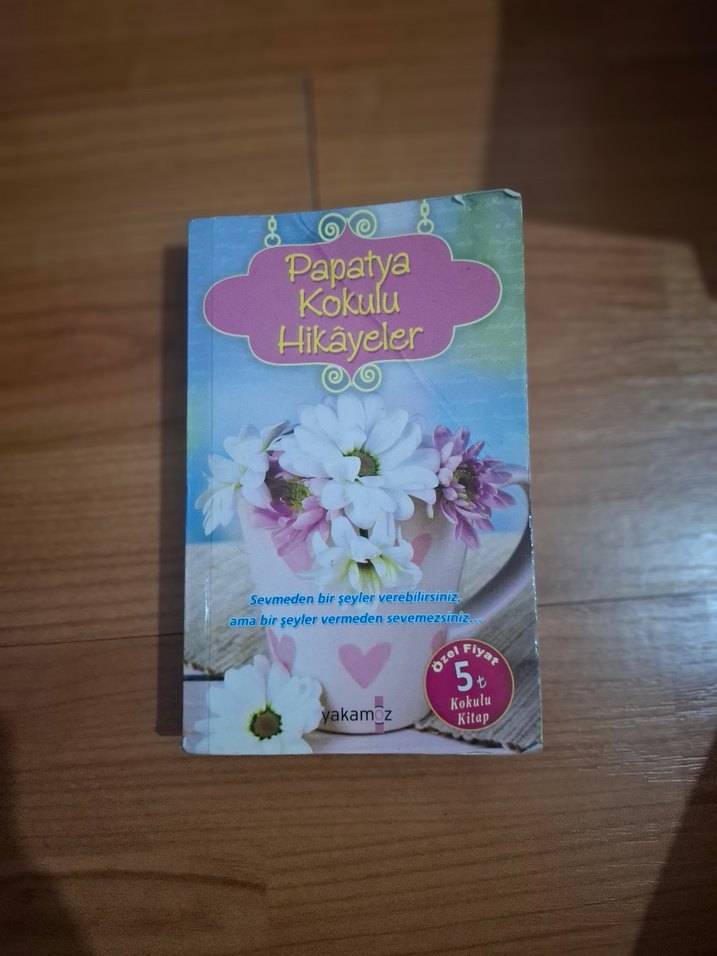 Papatya
Kokulu
Hikâyeler
Sevmeden bir şeyler verebilirsiniz,
ama bir şeyler vermeden sevemezsiniz...
Özel Fiyat
5 ₺
Kokulu
Kitap
yakamoz